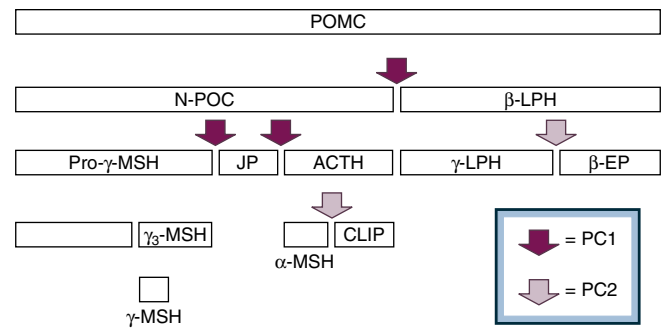 POMC
N-POC
β-LPH
Pro-γ-MSH
JP
ACTH
γ-LPH
β-EP
γ₃-MSH
CLIP
α-MSH
γ-MSH
= PC1
= PC2